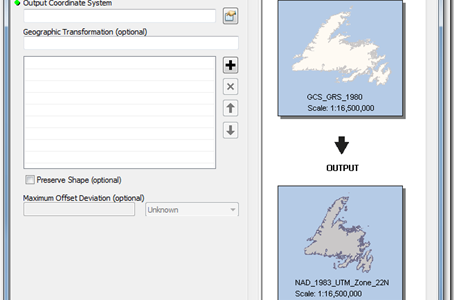 Output Coordinate System
Geographic Transformation (optional)
Preserve Shape (optional)
Maximum Offset Deviation (optional)
Unknown
GCS_GRS_1980
Scale: 1:16,500,000
OUTPUT
NAD_1983_UTM_Zone_22N
Scale: 1:16,500,000